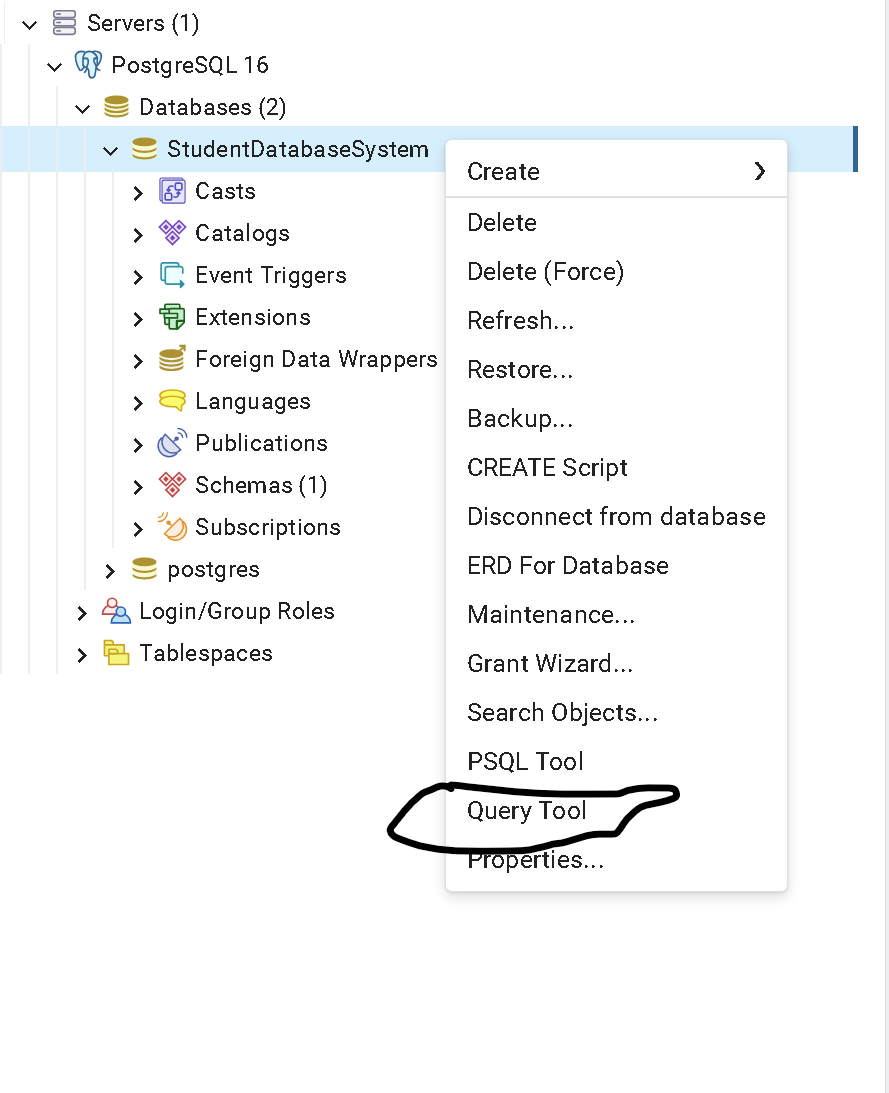 Servers (1)
PostgreSQL 16
Databases (2)
StudentDatabaseSystem
Casts
Catalogs
Event Triggers
Extensions
Foreign Data Wrappers
Languages
Publications
Schemas (1)
Subscriptions
postgres
Login/Group Roles
Tablespaces
Create
Delete
Delete (Force)
Refresh...
Restore...
Backup...
CREATE Script
Disconnect from database
ERD For Database
Maintenance...
Grant Wizard...
Search Objects...
PSQL Tool
Query Tool
Properties...